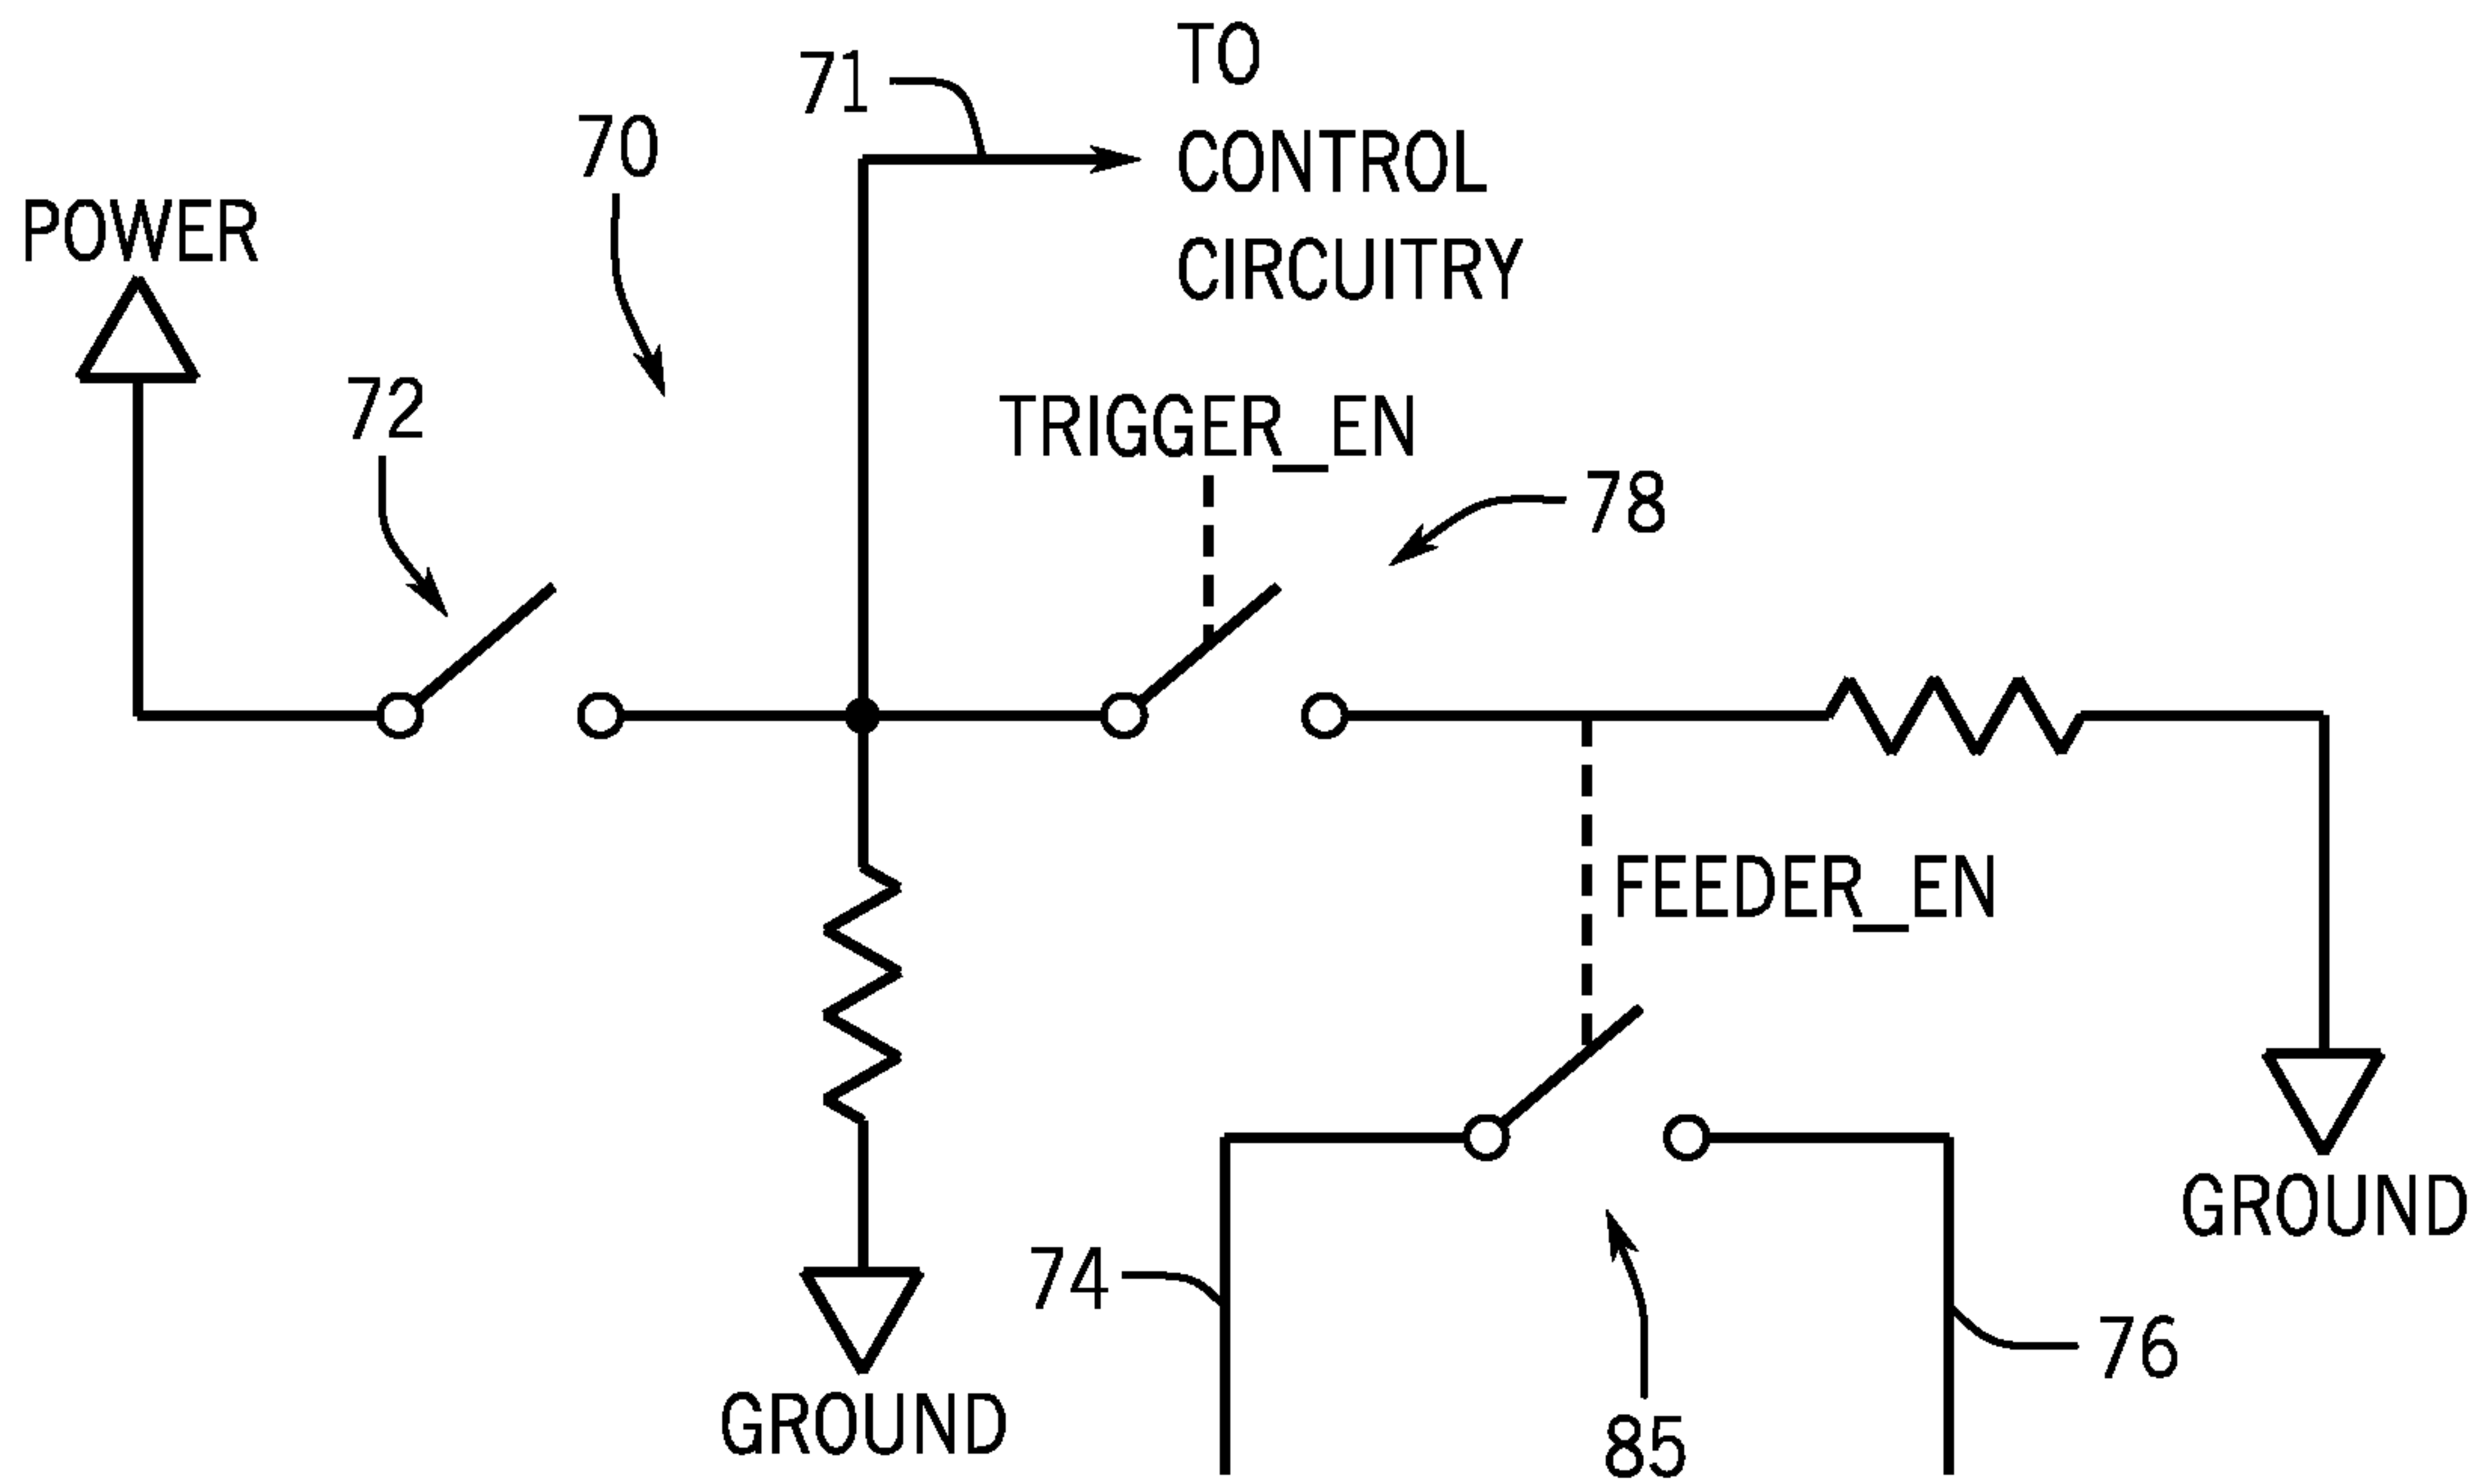 71
TO
CONTROL
CIRCUITRY
70
POWER
72
TRIGGER_EN
78
FEEDER_EN
GROUND
74
76
GROUND
85